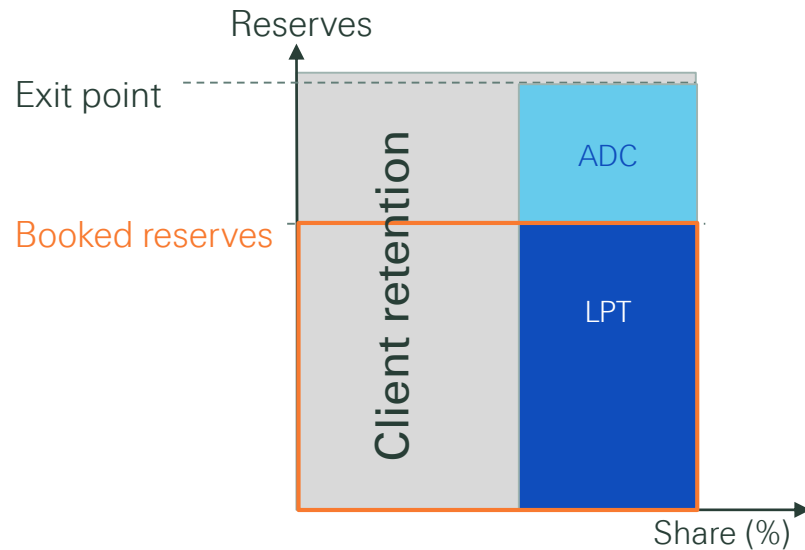 Reserves
Exit point
ADC
Booked reserves
Client retention
LPT
Share (%)